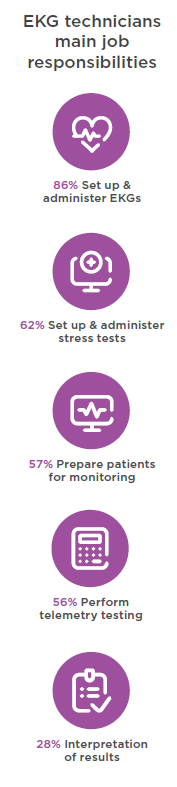 EKG technicians
main job
responsibilities
86% Set up &
administer EKGs
62% Set up & administer
stress tests
57% Prepare patients
for monitoring
56% Perform
telemetry testing
28% Interpretation
of results